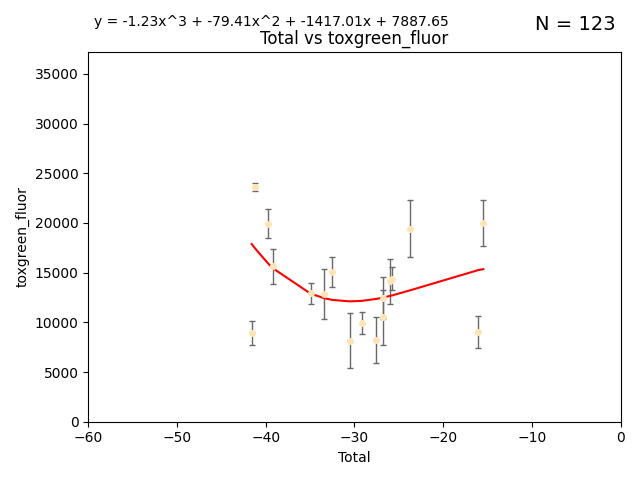 y = -1.23x^3 + -79.41x^2 + -1417.01x + 7887.65
N = 123
Total vs toxgreen_fluor
35000
30000
25000
20000
15000
10000
5000
0
toxgreen_fluor
−60 −50 −40 −30 −20 −10 0
Total